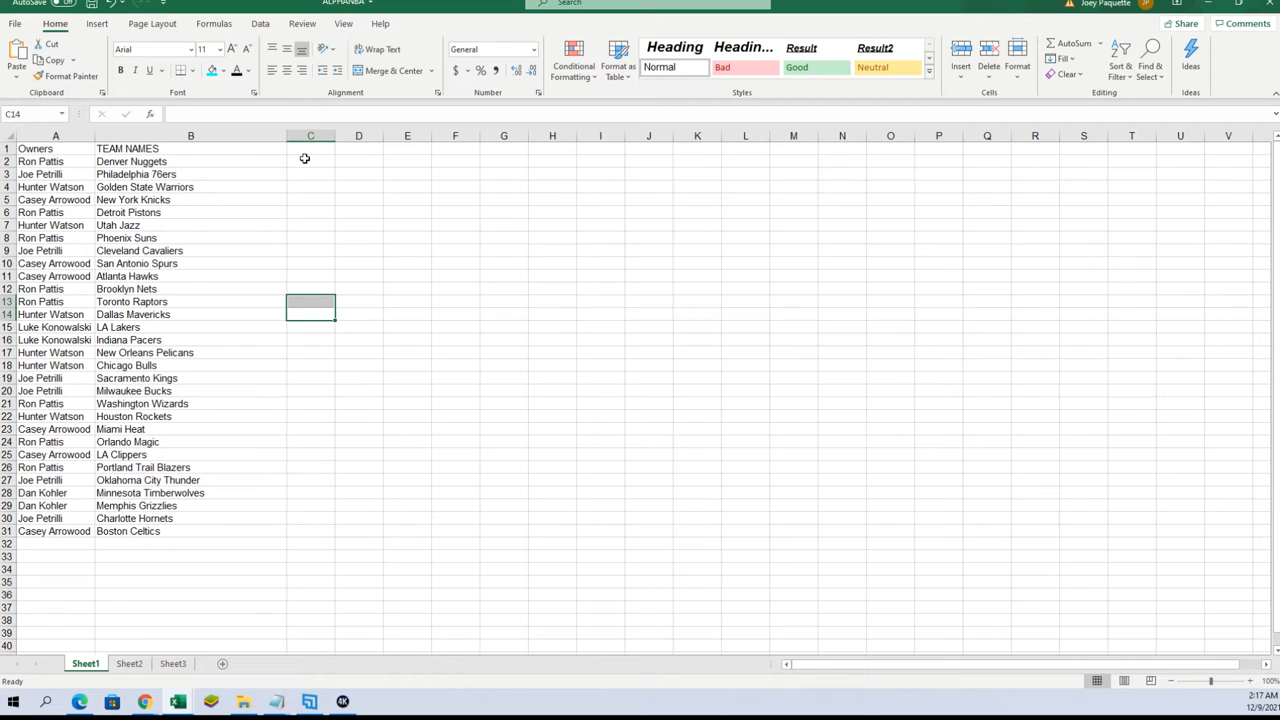 AutoSave Off ALPHANBA Search Joey Paquette JP
File Home Insert Page Layout Formulas Data Review View Help Share Comments
Paste Cut Copy Format Painter Clipboard
Arial 11 A A B I U A Font
Wrap Text Merge & Center Alignment
General $ % Number
Conditional Formatting Format as Table
Heading Headin... Result Result2
Normal Bad Good Neutral
Styles
Insert Delete Format Cells
AutoSum Fill Clear Sort & Filter Find & Select Editing
Ideas Ideas
C14 fx
A B C D E F G H I J K L M N O P Q R S T U V
1 Owners TEAM NAMES
2 Ron Pattis Denver Nuggets
3 Joe Petrilli Philadelphia 76ers
4 Hunter Watson Golden State Warriors
5 Casey Arrowood New York Knicks
6 Ron Pattis Detroit Pistons
7 Hunter Watson Utah Jazz
8 Ron Pattis Phoenix Suns
9 Joe Petrilli Cleveland Cavaliers
10 Casey Arrowood San Antonio Spurs
11 Casey Arrowood Atlanta Hawks
12 Ron Pattis Brooklyn Nets
13 Ron Pattis Toronto Raptors
14 Hunter Watson Dallas Mavericks
15 Luke Konowalski LA Lakers
16 Luke Konowalski Indiana Pacers
17 Hunter Watson New Orleans Pelicans
18 Hunter Watson Chicago Bulls
19 Joe Petrilli Sacramento Kings
20 Joe Petrilli Milwaukee Bucks
21 Ron Pattis Washington Wizards
22 Hunter Watson Houston Rockets
23 Casey Arrowood Miami Heat
24 Ron Pattis Orlando Magic
25 Casey Arrowood LA Clippers
26 Ron Pattis Portland Trail Blazers
27 Joe Petrilli Oklahoma City Thunder
28 Dan Kohler Minnesota Timberwolves
29 Dan Kohler Memphis Grizzlies
30 Joe Petrilli Charlotte Hornets
31 Casey Arrowood Boston Celtics
32
33
34
35
36
37
38
39
40
Sheet1 Sheet2 Sheet3
Ready 100%
4K
2:17 AM
12/9/2021